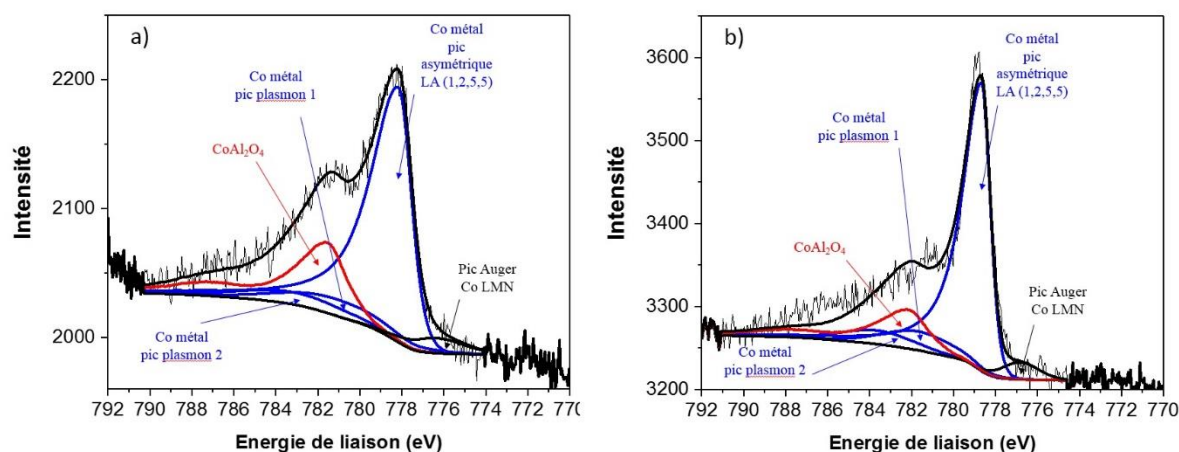 a)
Co métal
pic
asymétrique
LA (1,2,5,5)
Co métal
pic plasmon 1
CoAl₂O₄
Pic Auger
Co LMN
Co métal
pic plasmon 2
2200
2100
2000
Intensité
792 790 788 786 784 782 780 778 776 774 772 770
Energie de liaison (eV)
b)
Co métal
pic
asymétrique
LA (1,2,5,5)
Co métal
pic plasmon 1
CoAl₂O₄
Pic Auger
Co LMN
Co métal
pic plasmon 2
3600
3500
3400
3300
3200
Intensité
792 790 788 786 784 782 780 778 776 774 772 770
Energie de liaison (eV)